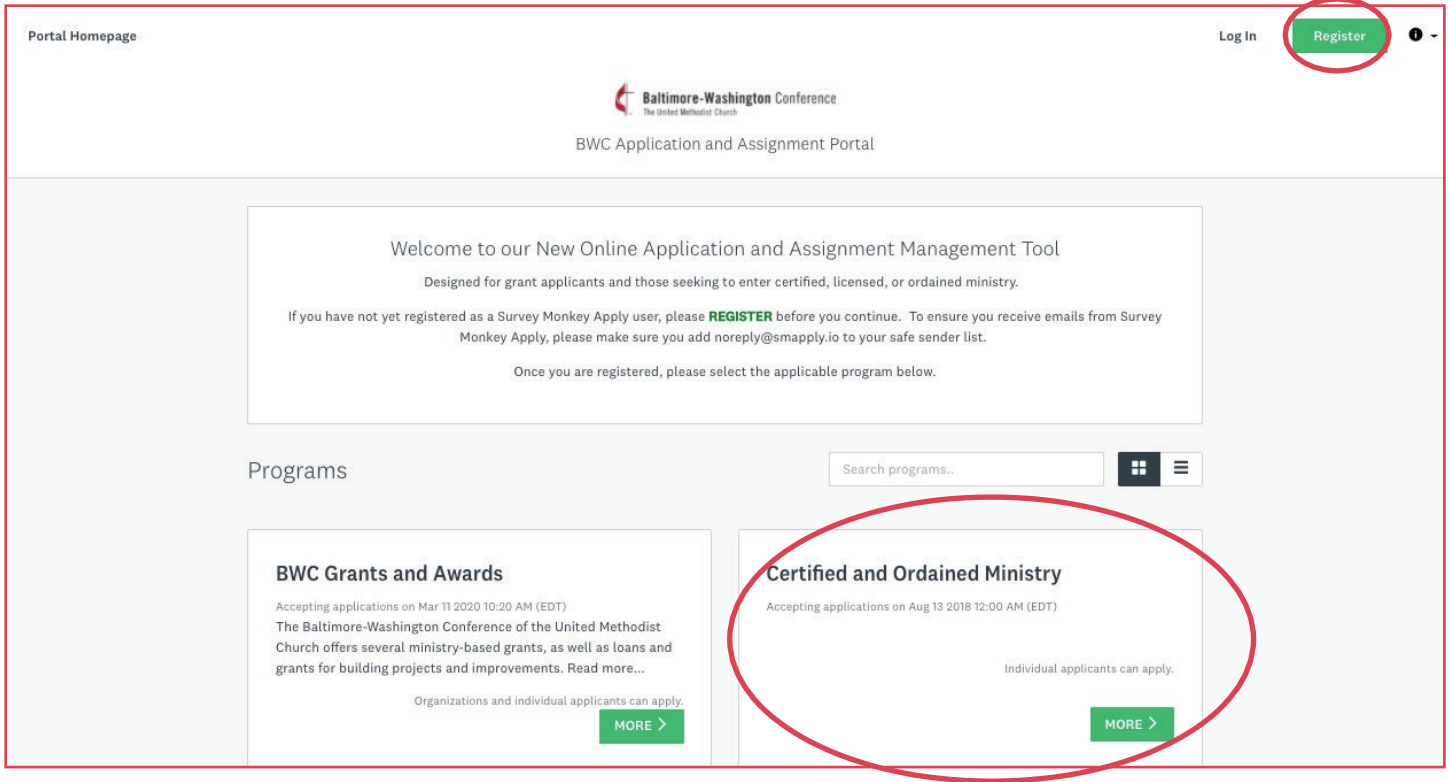 Portal Homepage
Log In
Register
Baltimore-Washington Conference
The United Methodist Church
BWC Application and Assignment Portal
Welcome to our New Online Application and Assignment Management Tool
Designed for grant applicants and those seeking to enter certified, licensed, or ordained ministry.
If you have not yet registered as a Survey Monkey Apply user, please REGISTER before you continue. To ensure you receive emails from Survey
Monkey Apply, please make sure you add noreply@smapply.io to your safe sender list.
Once you are registered, please select the applicable program below.
Programs
Search programs..
BWC Grants and Awards
Accepting applications on Mar 11 2020 10:20 AM (EDT)
The Baltimore-Washington Conference of the United Methodist
Church offers several ministry-based grants, as well as loans and
grants for building projects and improvements. Read more...
Organizations and individual applicants can apply.
MORE >
Certified and Ordained Ministry
Accepting applications on Aug 13 2018 12:00 AM (EDT)
Individual applicants can apply.
MORE >